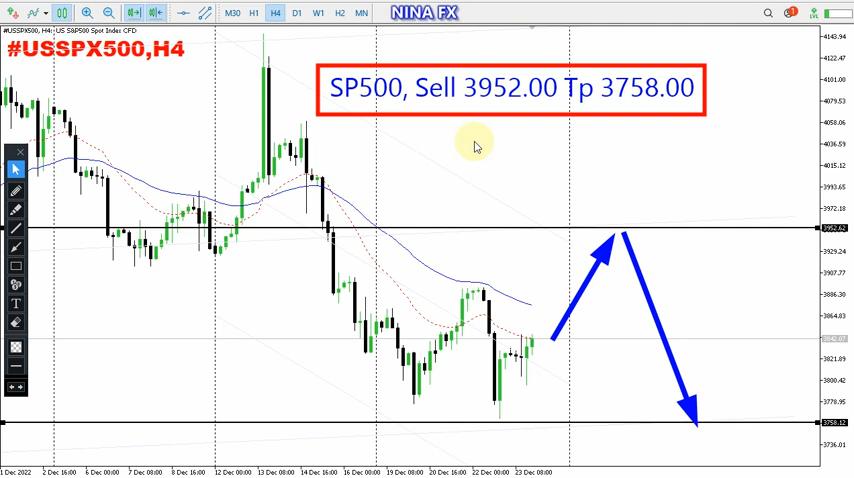 M30 H1 H4 D1 W1 H2 MN
NINA FX
LVL
#USSPX500, H4: US S&P500 Spot Index CFD
#USSPX500,H4
SP500, Sell 3952.00 Tp 3758.00
4143.94
4122.47
4101.00
4079.53
4058.06
4036.59
4015.12
3993.65
3972.18
3952.62
3929.24
3907.77
3886.30
3864.83
3842.07
3821.89
3800.42
3778.95
3758.12
3736.01
1 Dec 2022
2 Dec 16:00
6 Dec 00:00
7 Dec 08:00
8 Dec 16:00
12 Dec 00:00
13 Dec 08:00
14 Dec 16:00
16 Dec 00:00
19 Dec 08:00
20 Dec 16:00
22 Dec 00:00
23 Dec 08:00